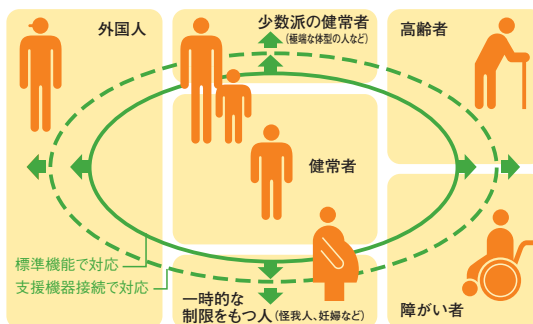 外国人
少数派の健常者
（極端な体型の人など）
高齢者
健常者
標準機能で対応
支援機器接続で対応
一時的な
制限をもつ人（怪我人、妊婦など）
障がい者